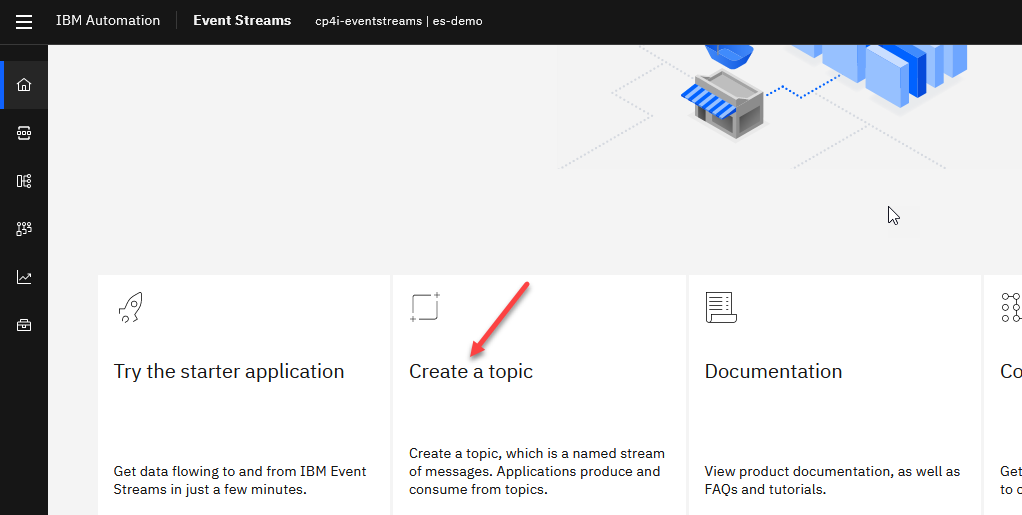 IBM Automation
Event Streams
cp4i-eventstreams | es-demo
Try the starter application
Get data flowing to and from IBM Event
Streams in just a few minutes.
Create a topic
Create a topic, which is a named stream
of messages. Applications produce and
consume from topics.
Documentation
View product documentation, as well as
FAQs and tutorials.
Co
Get
to c